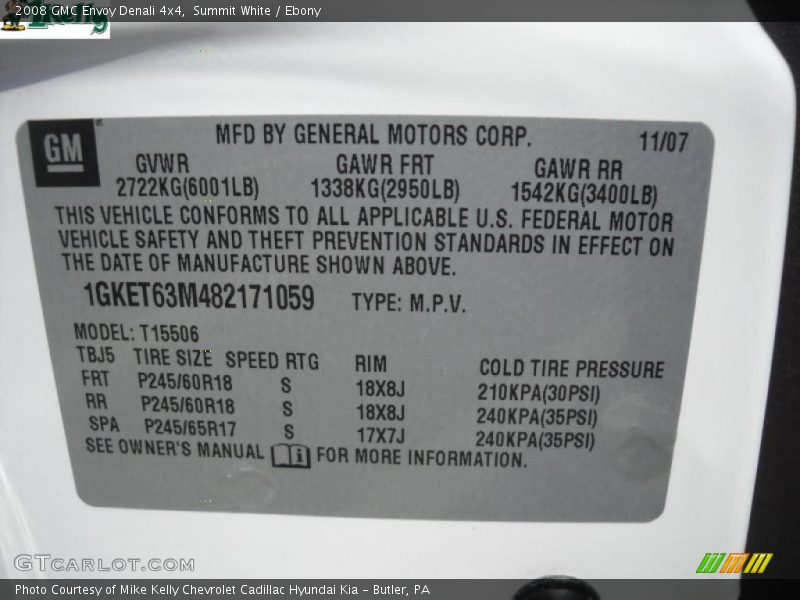 2008 GMC Envoy Denali 4x4, Summit White / Ebony
GM
MFD BY GENERAL MOTORS CORP. 11/07
GVWR GAWR FRT GAWR RR
2722KG(6001LB) 1338KG(2950LB) 1542KG(3400LB)
THIS VEHICLE CONFORMS TO ALL APPLICABLE U.S. FEDERAL MOTOR
VEHICLE SAFETY AND THEFT PREVENTION STANDARDS IN EFFECT ON
THE DATE OF MANUFACTURE SHOWN ABOVE.
1GKET63M482171059 TYPE: M.P.V.
MODEL: T15506
TBJ5 TIRE SIZE SPEED RTG RIM COLD TIRE PRESSURE
FRT P245/60R18 S 18X8J 210KPA(30PSI)
RR P245/60R18 S 18X8J 240KPA(35PSI)
SPA P245/65R17 S 17X7J 240KPA(35PSI)
SEE OWNER'S MANUAL i FOR MORE INFORMATION.
GTCARLOT.COM
Photo Courtesy of Mike Kelly Chevrolet Cadillac Hyundai Kia – Butler, PA